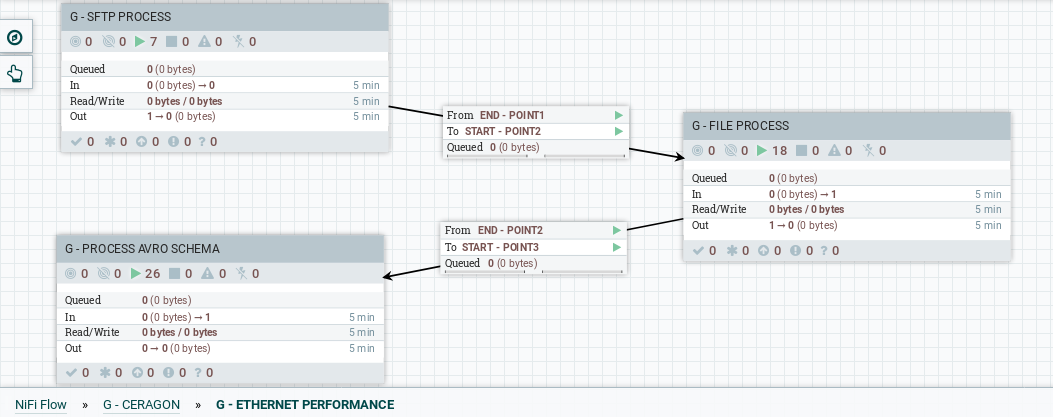 G - SFTP PROCESS
0 0 7 0 0 0
Queued 0 (0 bytes)
In 0 (0 bytes) → 0 5 min
Read/Write 0 bytes / 0 bytes 5 min
Out 1 → 0 (0 bytes) 5 min
0 0 0 0 ? 0
From END - POINT1
To START - POINT2
Queued 0 (0 bytes)
G - FILE PROCESS
0 0 18 0 0 0
Queued 0 (0 bytes)
In 0 (0 bytes) → 1 5 min
Read/Write 0 bytes / 0 bytes 5 min
Out 1 → 0 (0 bytes) 5 min
0 0 0 0 ? 0
From END - POINT2
To START - POINT3
Queued 0 (0 bytes)
G - PROCESS AVRO SCHEMA
0 0 26 0 0 0
Queued 0 (0 bytes)
In 0 (0 bytes) → 1 5 min
Read/Write 0 bytes / 0 bytes 5 min
Out 0 → 0 (0 bytes) 5 min
0 0 0 0 ? 0
NiFi Flow » G - CERAGON » G - ETHERNET PERFORMANCE